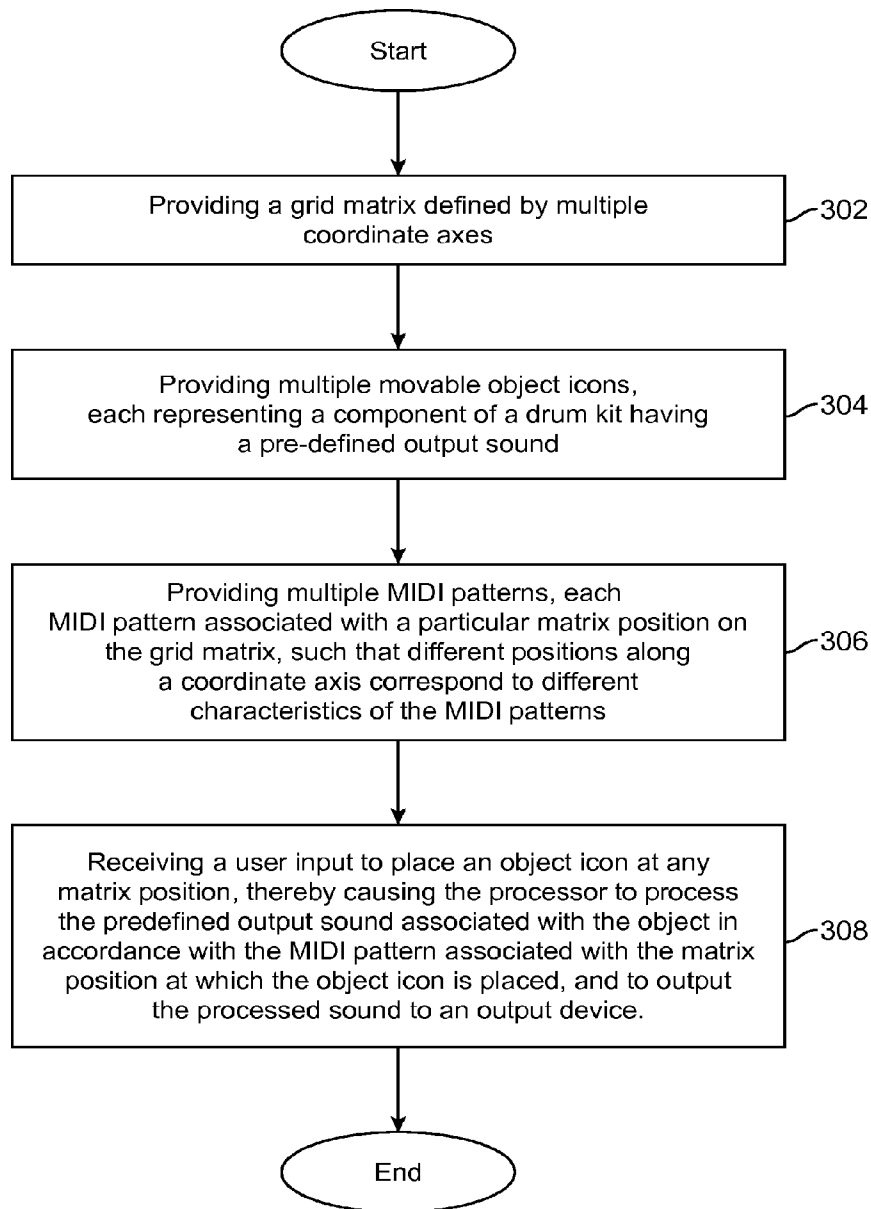 Start
Providing a grid matrix defined by multiple
coordinate axes
302
Providing multiple movable object icons,
each representing a component of a drum kit having
a pre-defined output sound
304
Providing multiple MIDI patterns, each
MIDI pattern associated with a particular matrix position on
the grid matrix, such that different positions along
a coordinate axis correspond to different
characteristics of the MIDI patterns
306
Receiving a user input to place an object icon at any
matrix position, thereby causing the processor to process
the predefined output sound associated with the object in
accordance with the MIDI pattern associated with the matrix
position at which the object icon is placed, and to output
the processed sound to an output device.
308
End